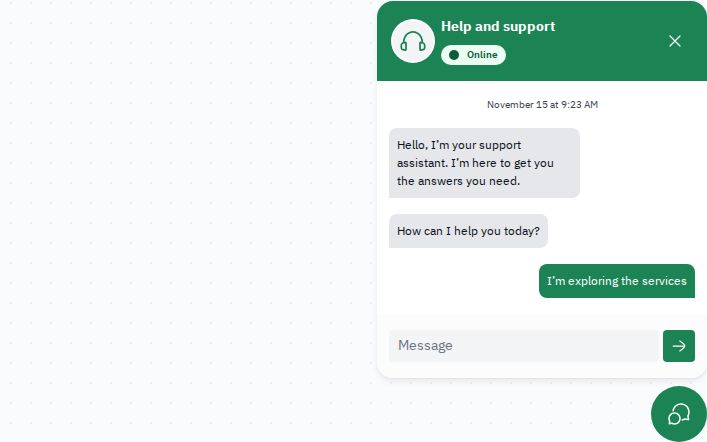 Help and support
Online
November 15 at 9:23 AM
Hello, I’m your support
assistant. I’m here to get you
the answers you need.
How can I help you today?
I’m exploring the services
Message